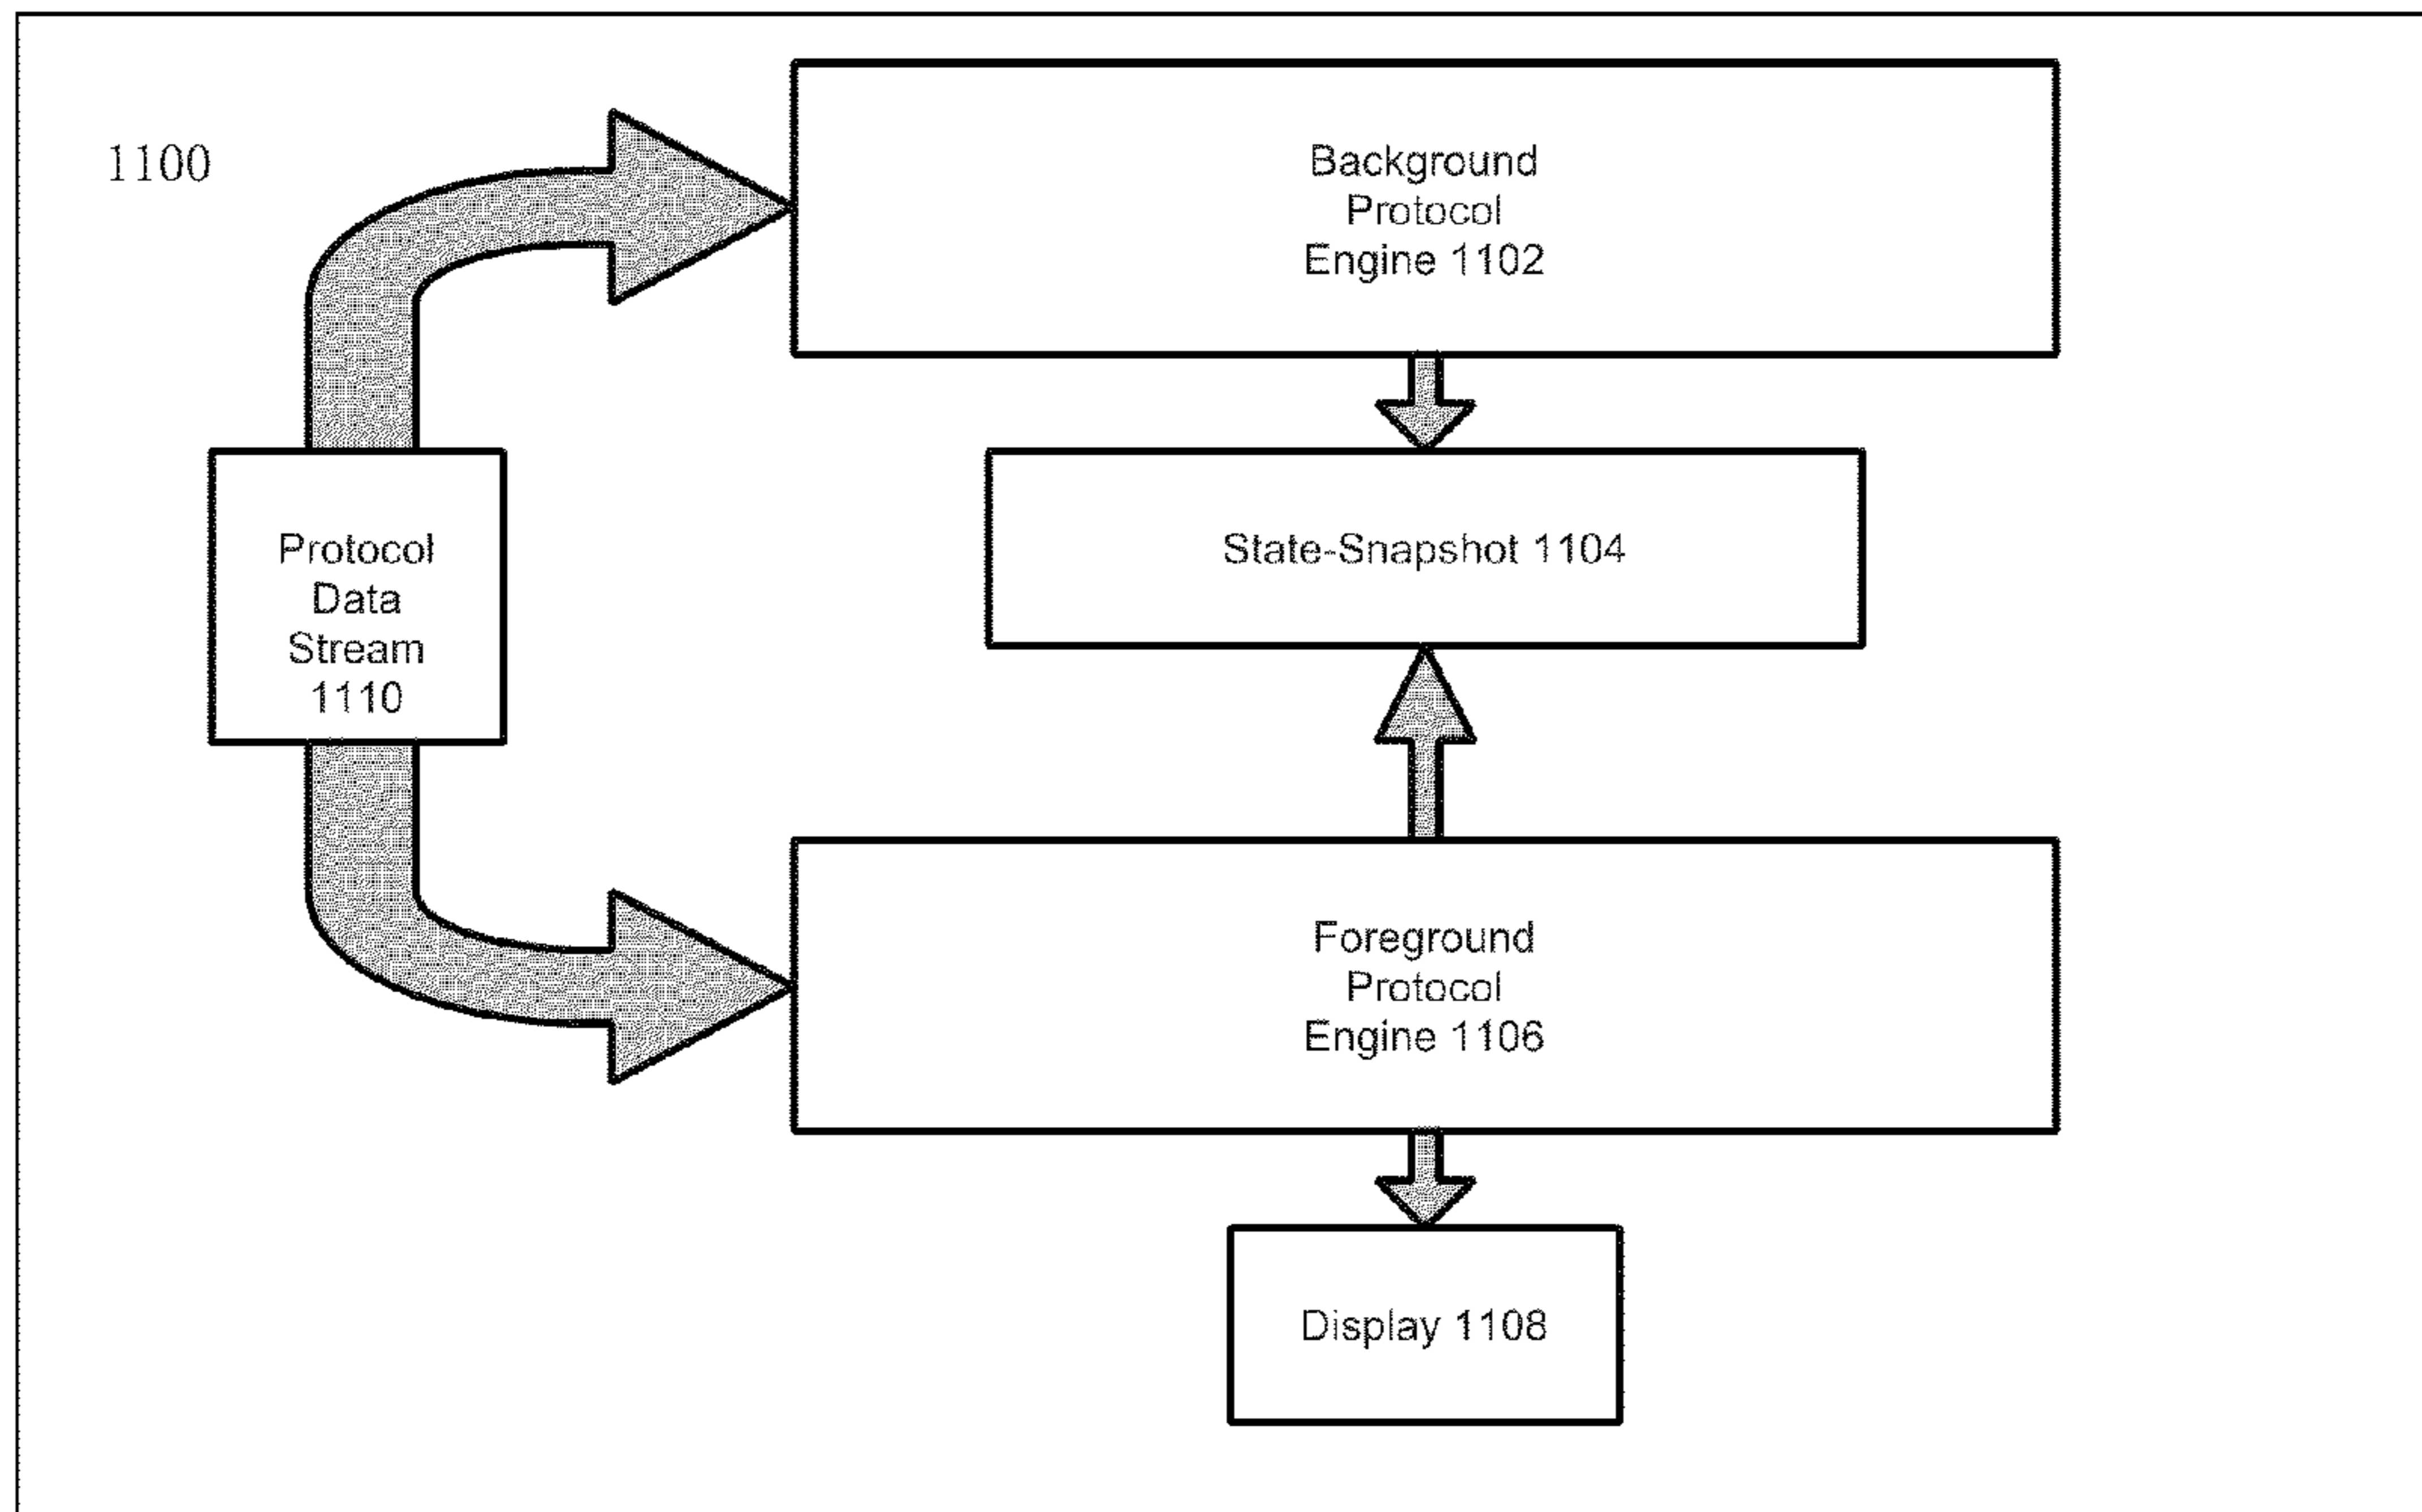 1100
Background
Protocol
Engine 1102
State-Snapshot 1104
Protocol
Data
Stream
1110
Foreground
Protocol
Engine 1106
Display 1108